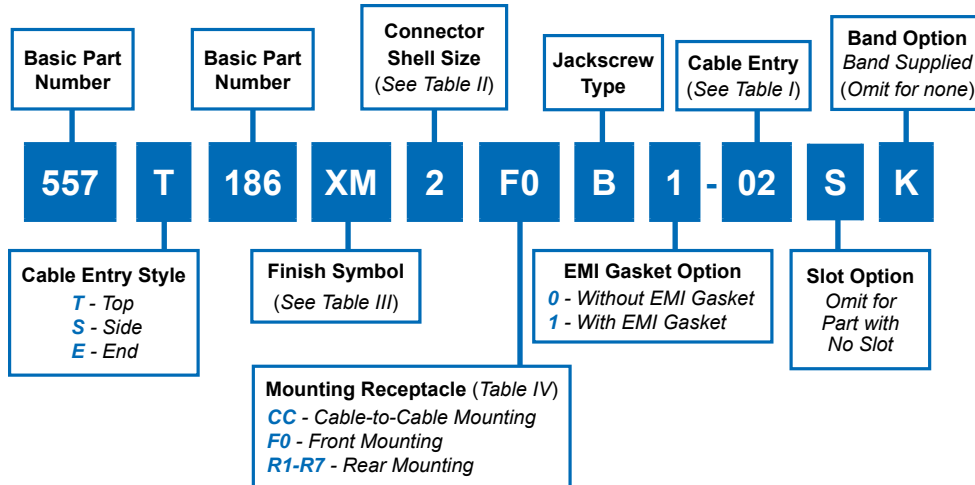 Basic Part
Number
Basic Part
Number
Connector
Shell Size
(See Table II)
Jackscrew
Type
Cable Entry
(See Table I)
Band Option
Band Supplied
(Omit for none)
557 T 186 XM 2 F0 B 1 - 02 S K
Cable Entry Style
T - Top
S - Side
E - End
Finish Symbol
(See Table III)
Mounting Receptacle (Table IV)
CC - Cable-to-Cable Mounting
F0 - Front Mounting
R1-R7 - Rear Mounting
EMI Gasket Option
0 - Without EMI Gasket
1 - With EMI Gasket
Slot Option
Omit for
Part with
No Slot